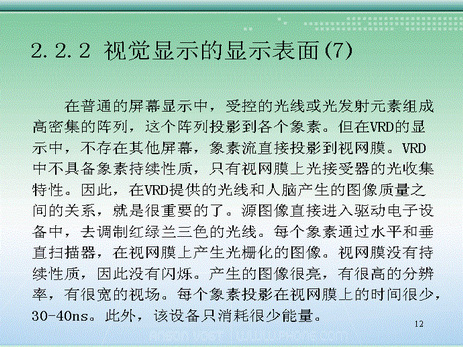 2.2.2 视觉显示的显示表面(7)
在普通的屏幕显示中，受控的光线或光发射元素组成
高密集的阵列，这个阵列投影到各个象素。但在VRD的显
示中，不存在其他屏幕，象素流直接投影到视网膜。VRD
中不具备象素持续性质，只有视网膜上光接受器的光收集
特性。因此，在VRD提供的光线和人脑产生的图像质量之
间的关系，就是很重要的了。源图像直接进入驱动电子设
备中，去调制红绿兰三色的光线。每个象素通过水平和垂
直扫描器，在视网膜上产生光栅化的图像。视网膜没有持
续性质，因此没有闪烁。产生的图像很亮，有很高的分辨
率，有很宽的视场。每个象素投影在视网膜上的时间很少，
30-40ns。此外，该设备只消耗很少能量。
12